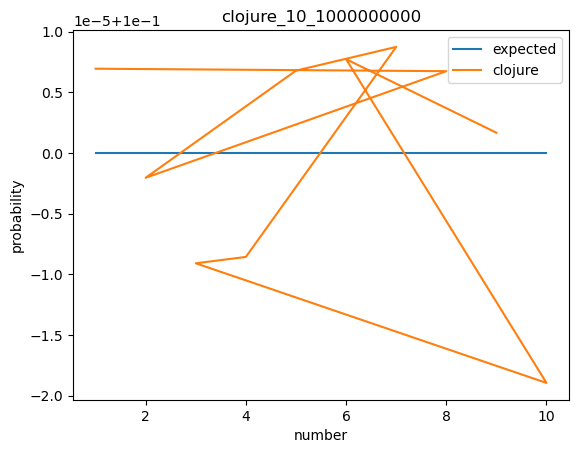 clojure_10_1000000000
1e−5+1e−1
expected
clojure
1.0
0.5
0.0
−0.5
−1.0
−1.5
−2.0
probability
2
4
6
8
10
number